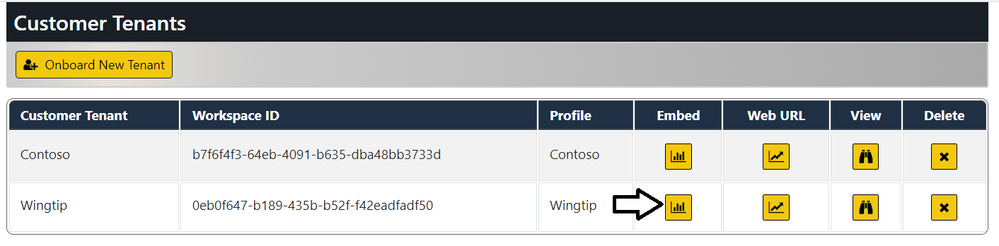 Customer Tenants
Onboard New Tenant
Customer Tenant Workspace ID Profile Embed Web URL View Delete
Contoso b7f6f4f3-64eb-4091-b635-dba48bb3733d Contoso
Wingtip 0eb0f647-b189-435b-b52f-f42eadfadf50 Wingtip